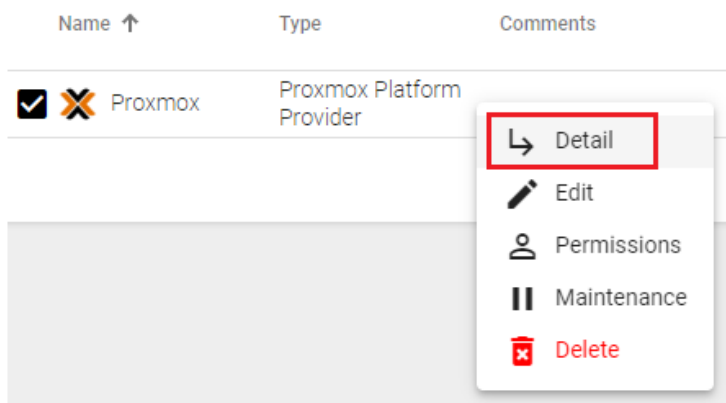 Name Type Comments
Proxmox Proxmox Platform
Provider
Detail
Edit
Permissions
Maintenance
Delete